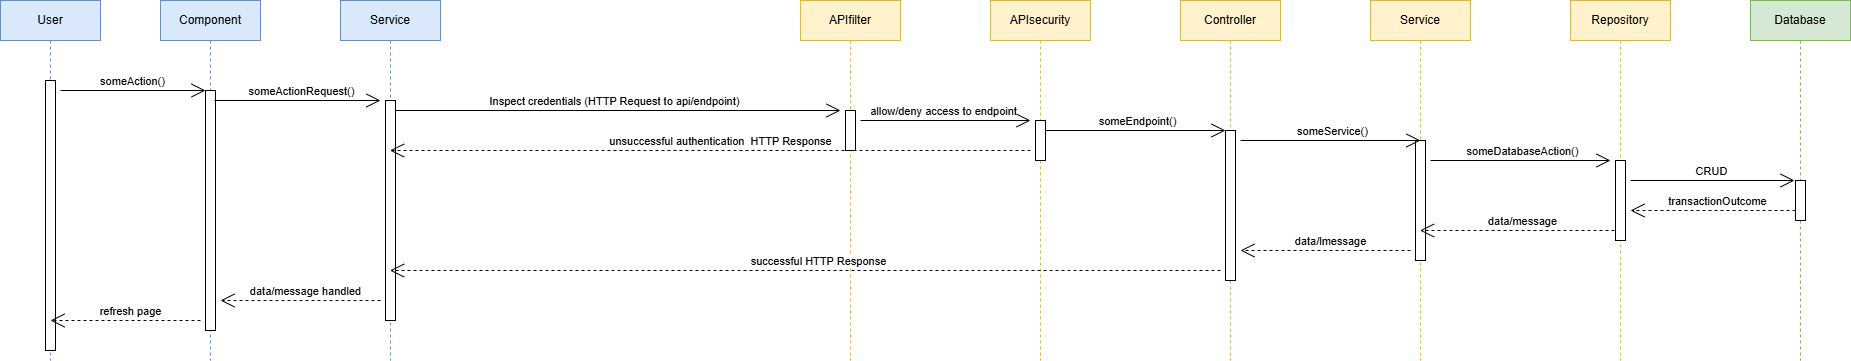 User
Component
Service
APIfilter
APIsecurity
Controller
Service
Repository
Database
someAction()
someActionRequest()
Inspect credentials (HTTP Request to api/endpoint)
allow/deny access to endpoint
someEndpoint()
someService()
unsuccessful authentication  HTTP Response
someDatabaseAction()
CRUD
transactionOutcome
data/message
data/lmessage
successful HTTP Response
data/message handled
refresh page